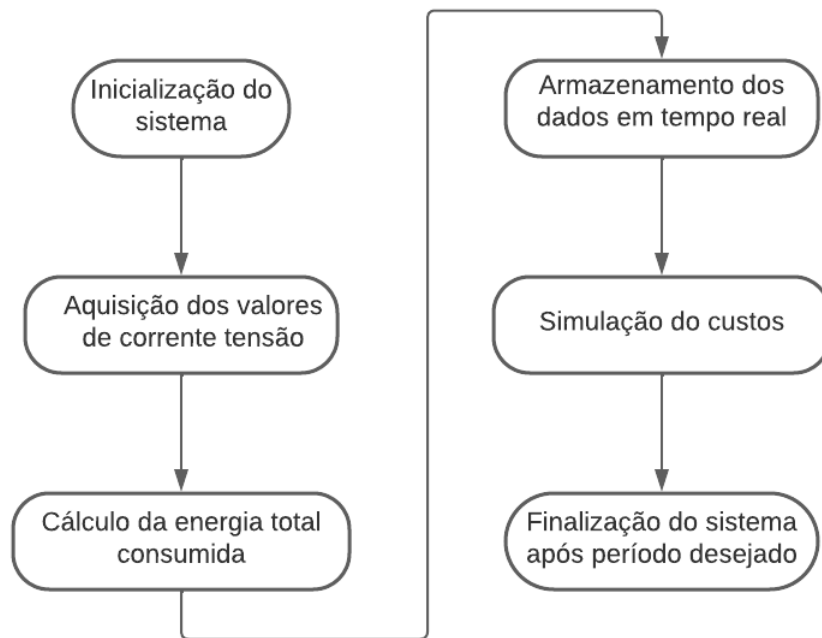 Inicialização do
sistema
Aquisição dos valores
de corrente tensão
Cálculo da energia total
consumida
Armazenamento dos
dados em tempo real
Simulação do custos
Finalização do sistema
após período desejado